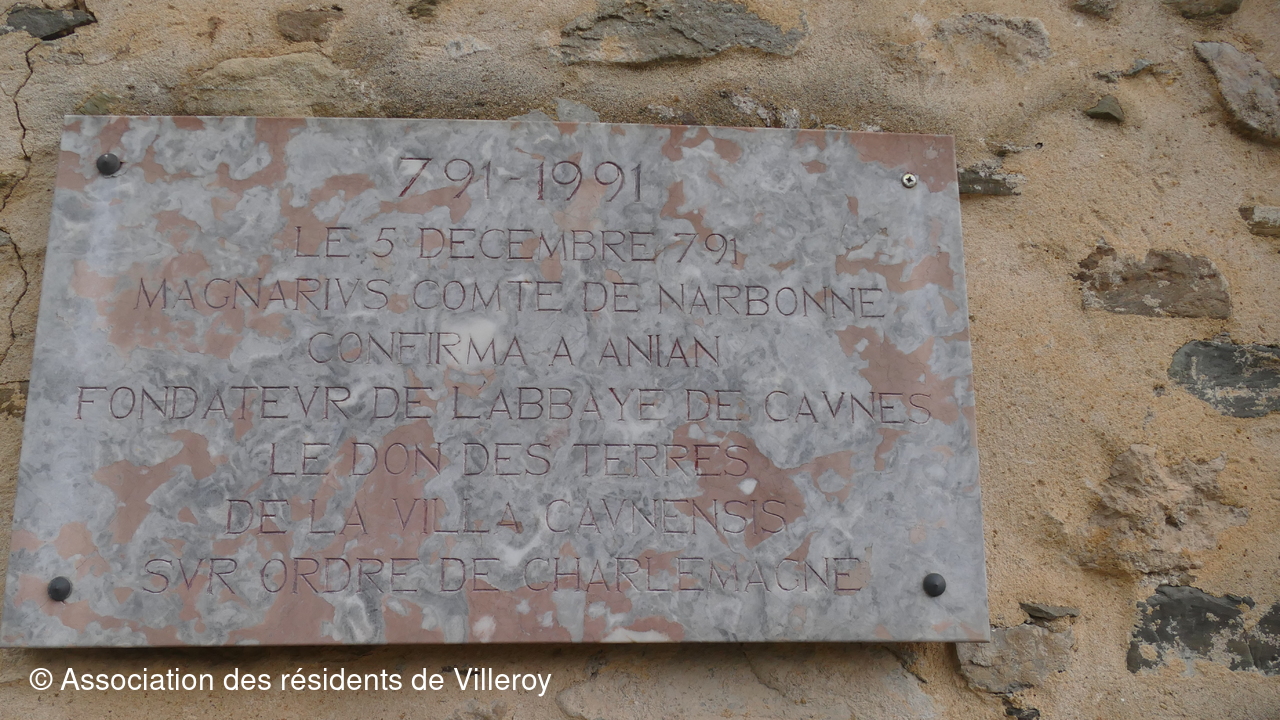 791-1991
LE 5 DECEMBRE 791
MAGNARIVS COMTE DE NARBONNE
CONFIRMA A ANIAN
FONDATEVR DE L'ABBAYE DE CAVNES
LE DON DES TERRES
DE LA VILLA CAVNENSIS
SVR ORDRE DE CHARLEMAGNE
© Association des résidents de Villeroy